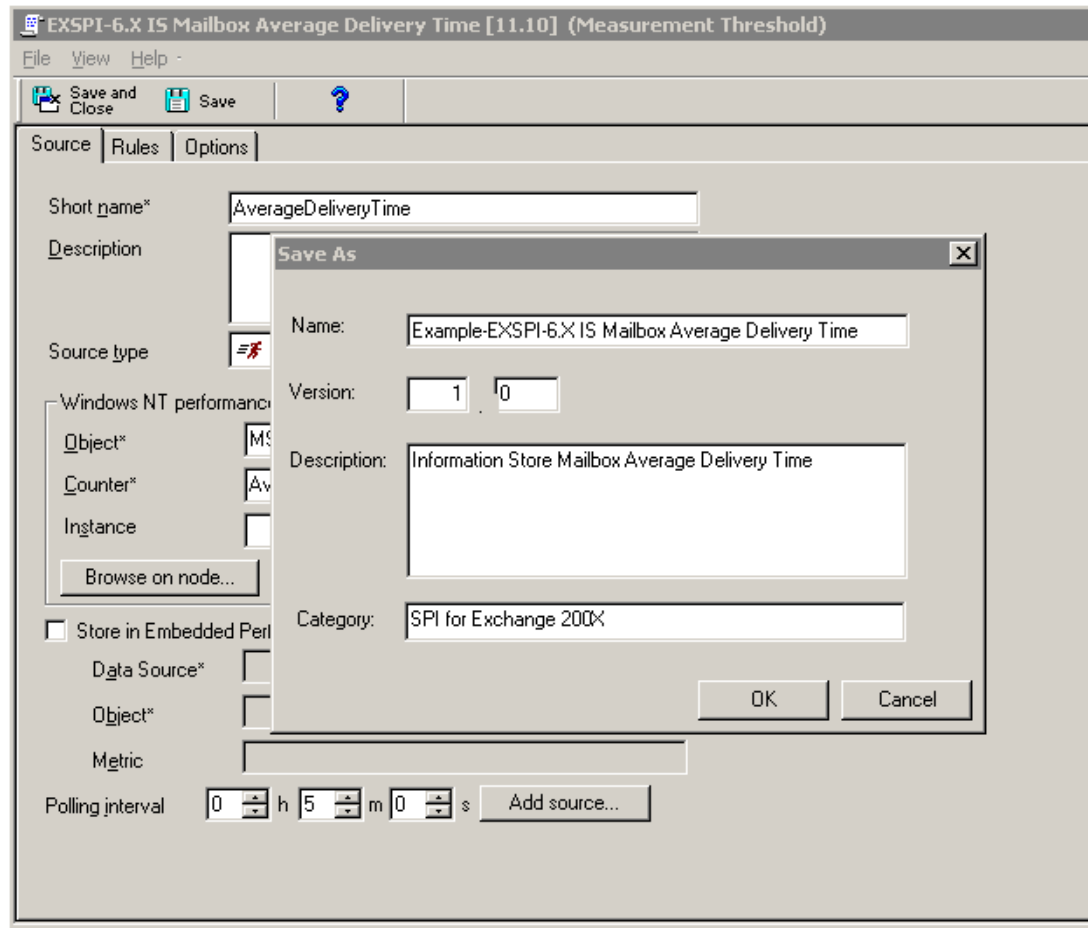 EXSPI-6.X IS Mailbox Average Delivery Time [11.10] (Measurement Threshold)
File View Help
Save and Close Save ?
Source Rules Options
Short name* AverageDeliveryTime
Description
Save As
Name: Example-EXSPI-6.X IS Mailbox Average Delivery Time
Version: 1 . 0
Description: Information Store Mailbox Average Delivery Time
Category: SPI for Exchange 200X
OK Cancel
Source type
Windows NT performanc
Object* MS
Counter* Av
Instance
Browse on node...
Store in Embedded Per
Data Source*
Object*
Metric
Polling interval 0 h 5 m 0 s Add source...